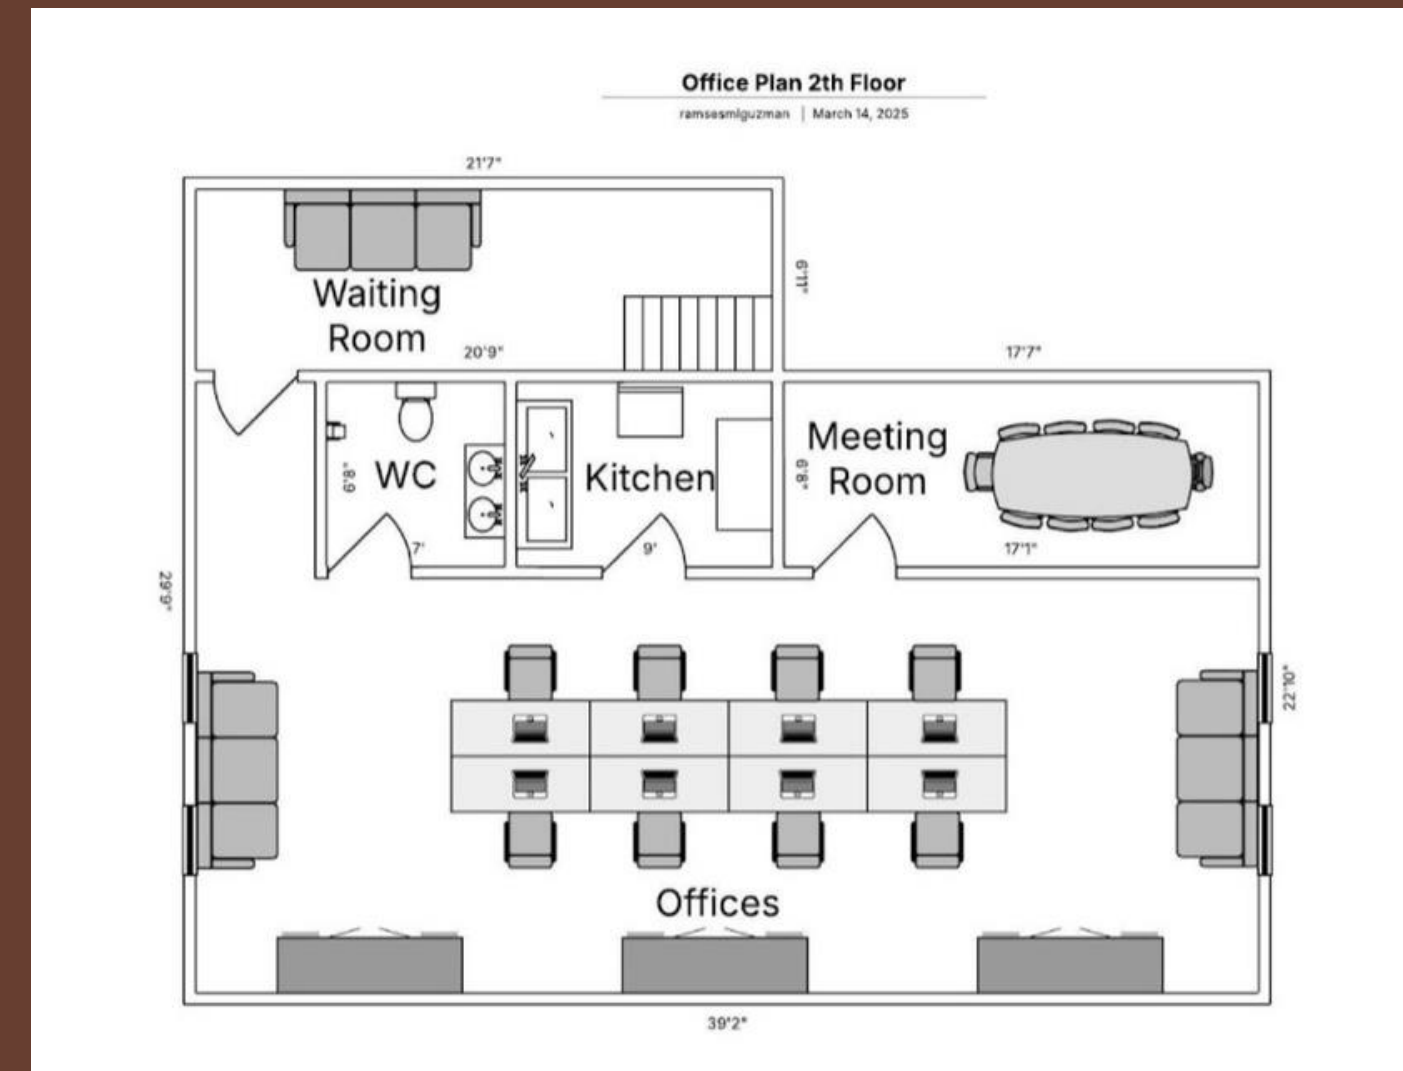 Office Plan 2th Floor
ramsesmlguzman | March 14, 2025
21'7"
Waiting
Room
6'11"
20'9"
17'7"
WC
6'8"
7'
Kitchen
9'
6'8"
Meeting
Room
17'1"
29'9"
22'10"
Offices
39'2"